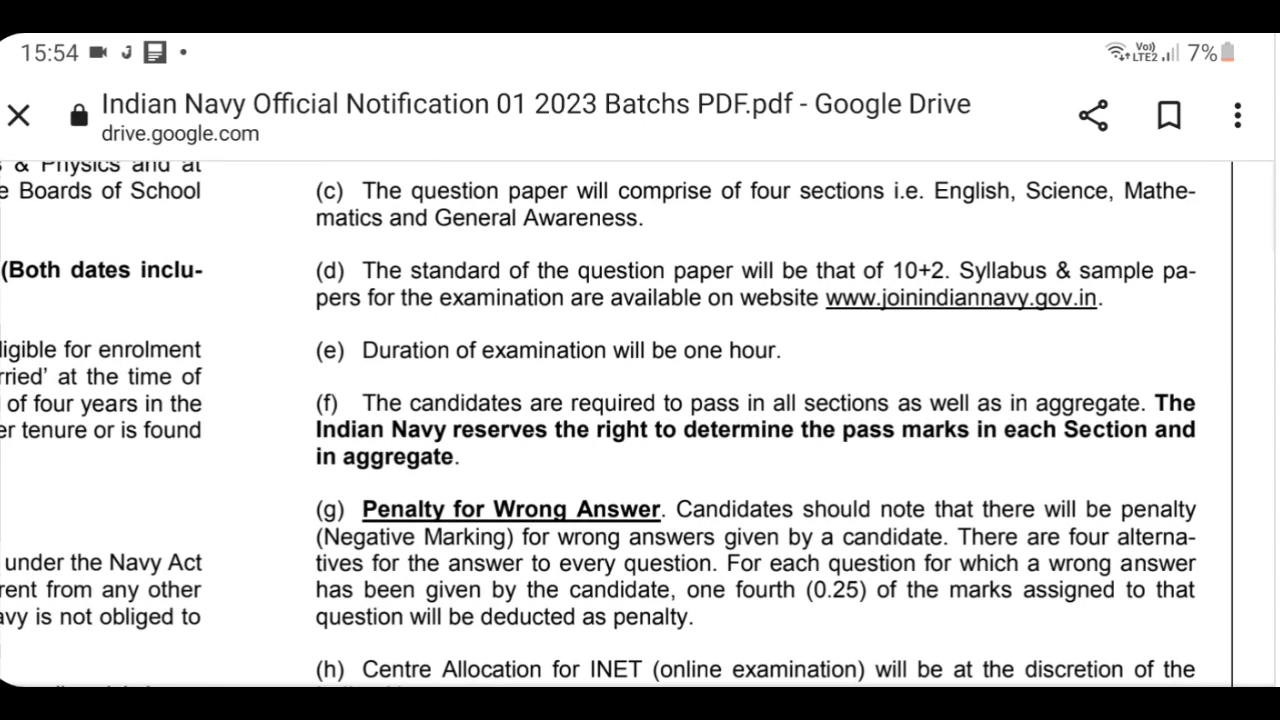 15:54
Vo)) LTE2 7%
Indian Navy Official Notification 01 2023 Batchs PDF.pdf - Google Drive
drive.google.com
& Physics and at
e Boards of School
(Both dates inclu-
ligible for enrolment
rried' at the time of
of four years in the
er tenure or is found
under the Navy Act
rent from any other
avy is not obliged to
(c) The question paper will comprise of four sections i.e. English, Science, Mathe-
matics and General Awareness.
(d) The standard of the question paper will be that of 10+2. Syllabus & sample pa-
pers for the examination are available on website www.joinindiannavy.gov.in.
(e) Duration of examination will be one hour.
(f) The candidates are required to pass in all sections as well as in aggregate. The
Indian Navy reserves the right to determine the pass marks in each Section and
in aggregate.
(g) Penalty for Wrong Answer. Candidates should note that there will be penalty
(Negative Marking) for wrong answers given by a candidate. There are four alterna-
tives for the answer to every question. For each question for which a wrong answer
has been given by the candidate, one fourth (0.25) of the marks assigned to that
question will be deducted as penalty.
(h) Centre Allocation for INET (online examination) will be at the discretion of the